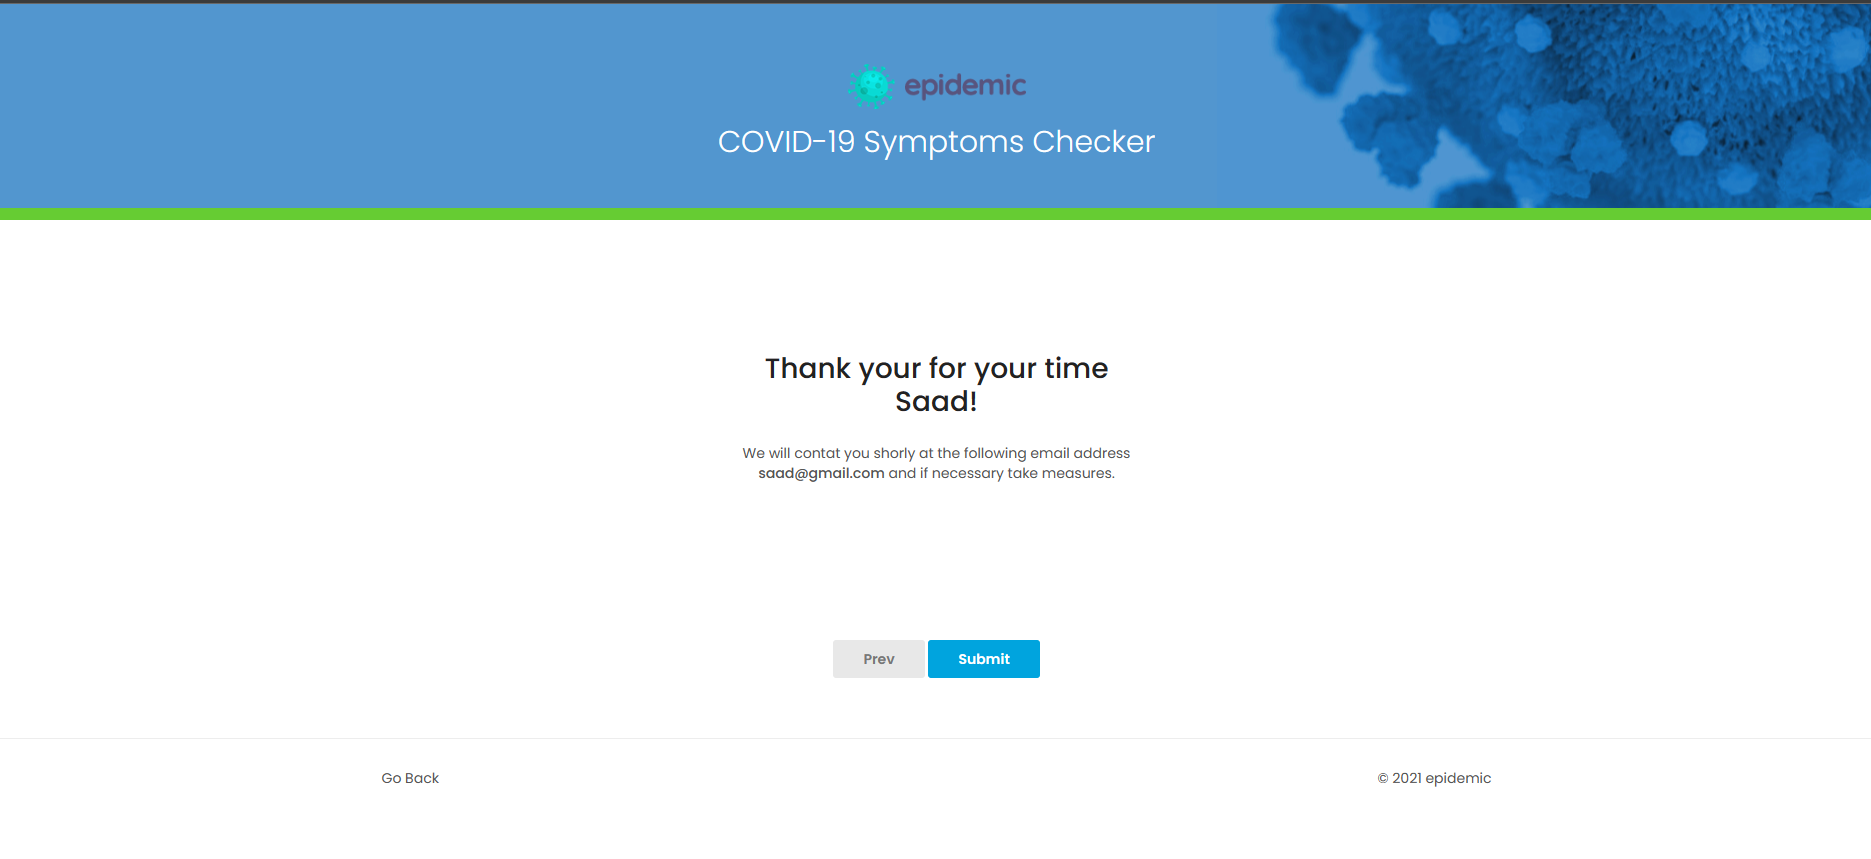 epidemic
COVID-19 Symptoms Checker
Thank your for your time
Saad!
We will contat you shorly at the following email address
saad@gmail.com and if necessary take measures.
Prev
Submit
Go Back
© 2021 epidemic